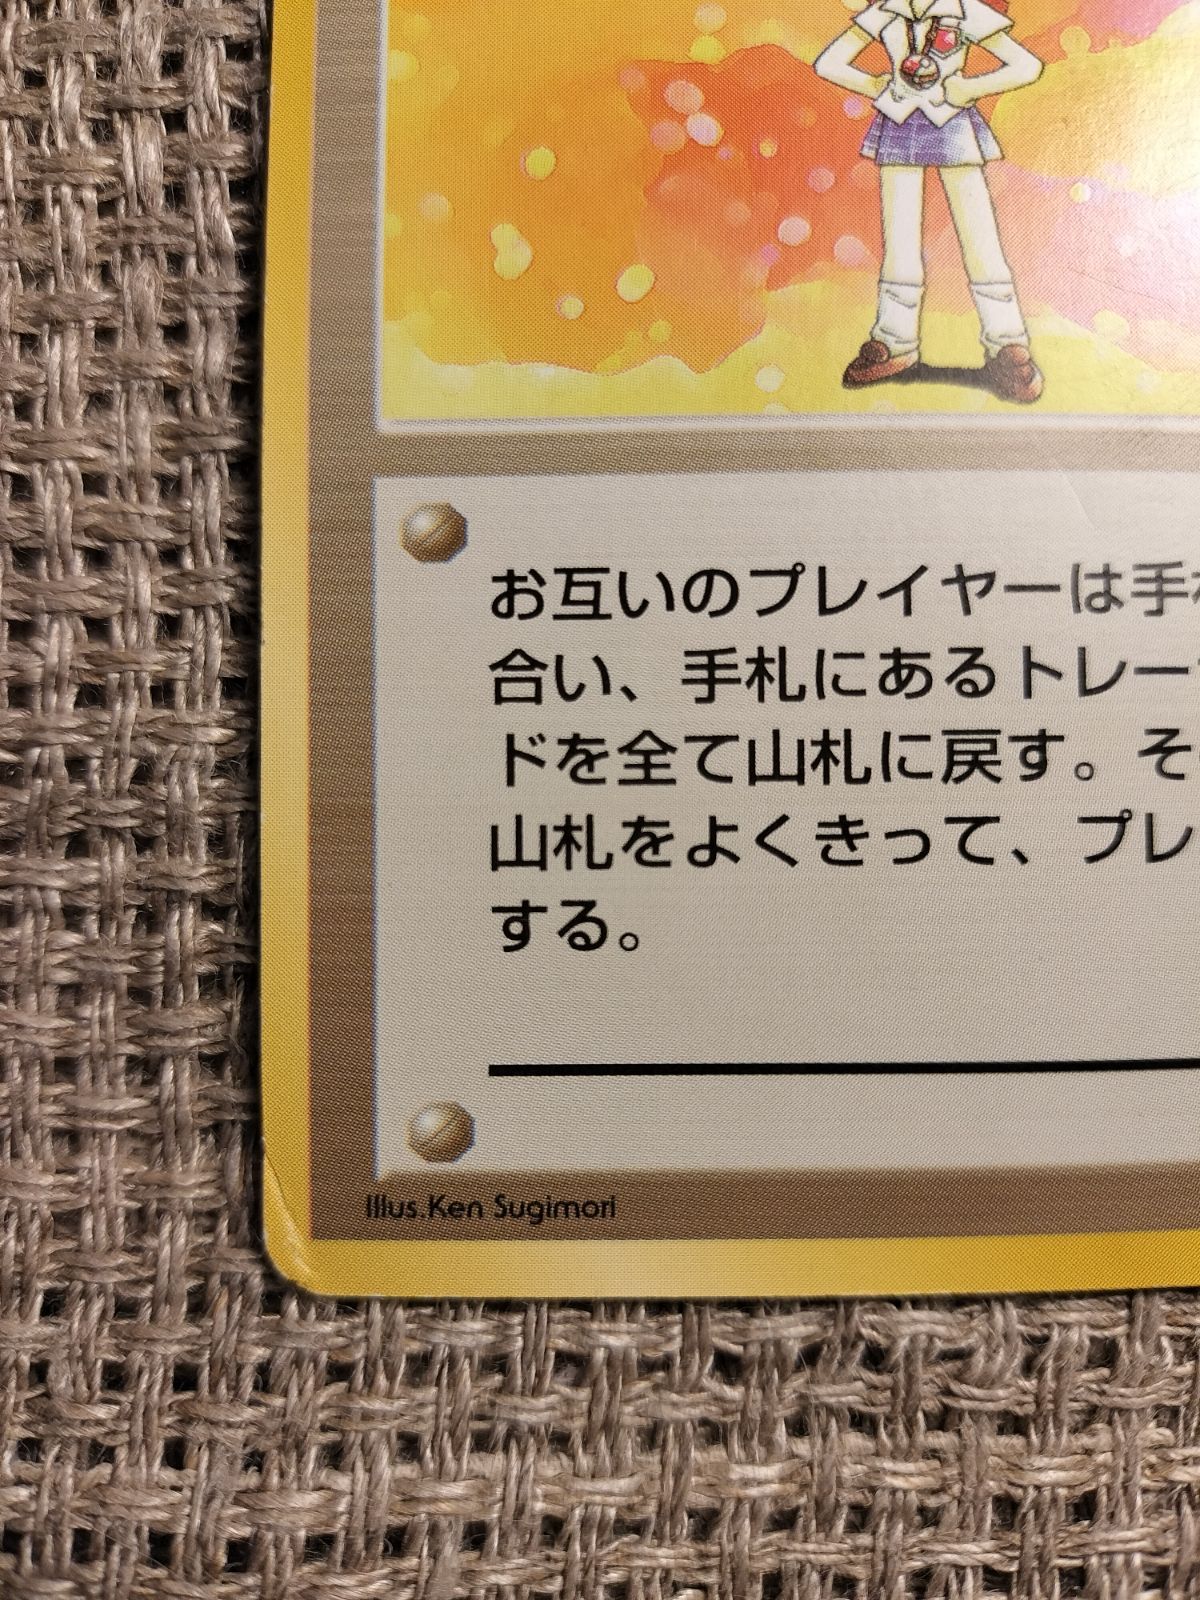 お互いのプレイヤーは手
合い、手札にあるトレー
ドを全て山札に戻す。そ
山札をよくきって、プレ
する。
Illus.Ken Sugimori